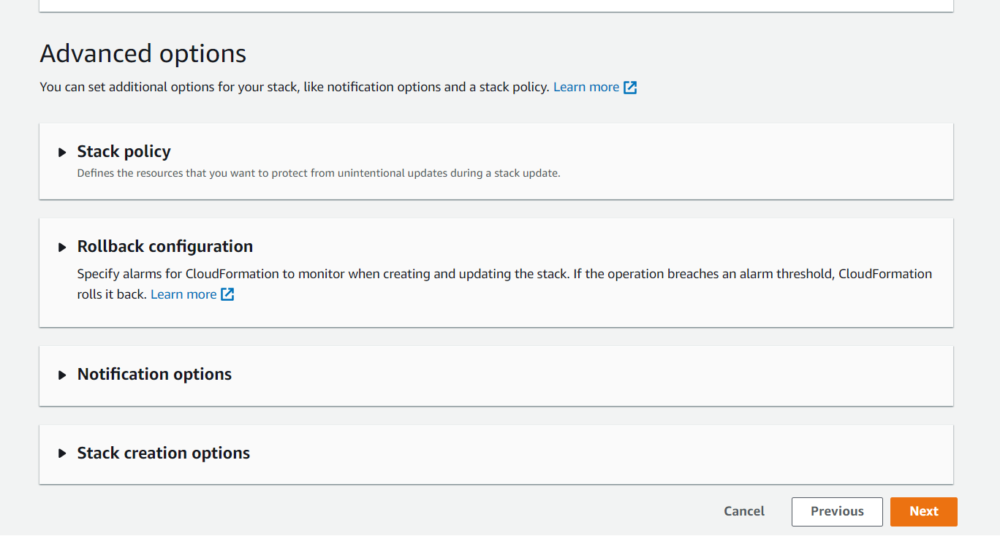 Advanced options
You can set additional options for your stack, like notification options and a stack policy. Learn more
Stack policy
Defines the resources that you want to protect from unintentional updates during a stack update.
Rollback configuration
Specify alarms for CloudFormation to monitor when creating and updating the stack. If the operation breaches an alarm threshold, CloudFormation
rolls it back. Learn more
Notification options
Stack creation options
Cancel Previous Next